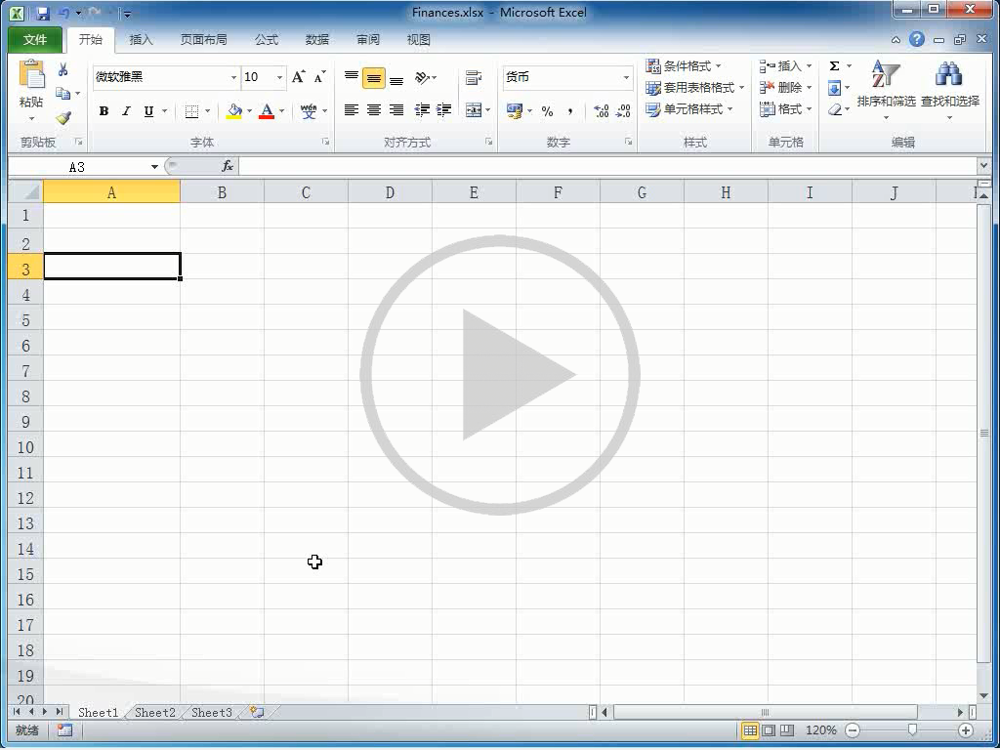 Finances.xlsx - Microsoft Excel
文件 开始 插入 页面布局 公式 数据 审阅 视图
微软雅黑 10 货币 条件格式 插入 Σ
粘贴 套用表格格式 删除 排序和筛选 查找和选择
B I U A wén 文 % , 单元格样式 格式
剪贴板 字体 对齐方式 数字 样式 单元格 编辑
A3 fx
A B C D E F G H I J
1
2
3
4
5
6
7
8
9
10
11
12
13
14
15
16
17
18
19
20
Sheet1 Sheet2 Sheet3
就绪 120%